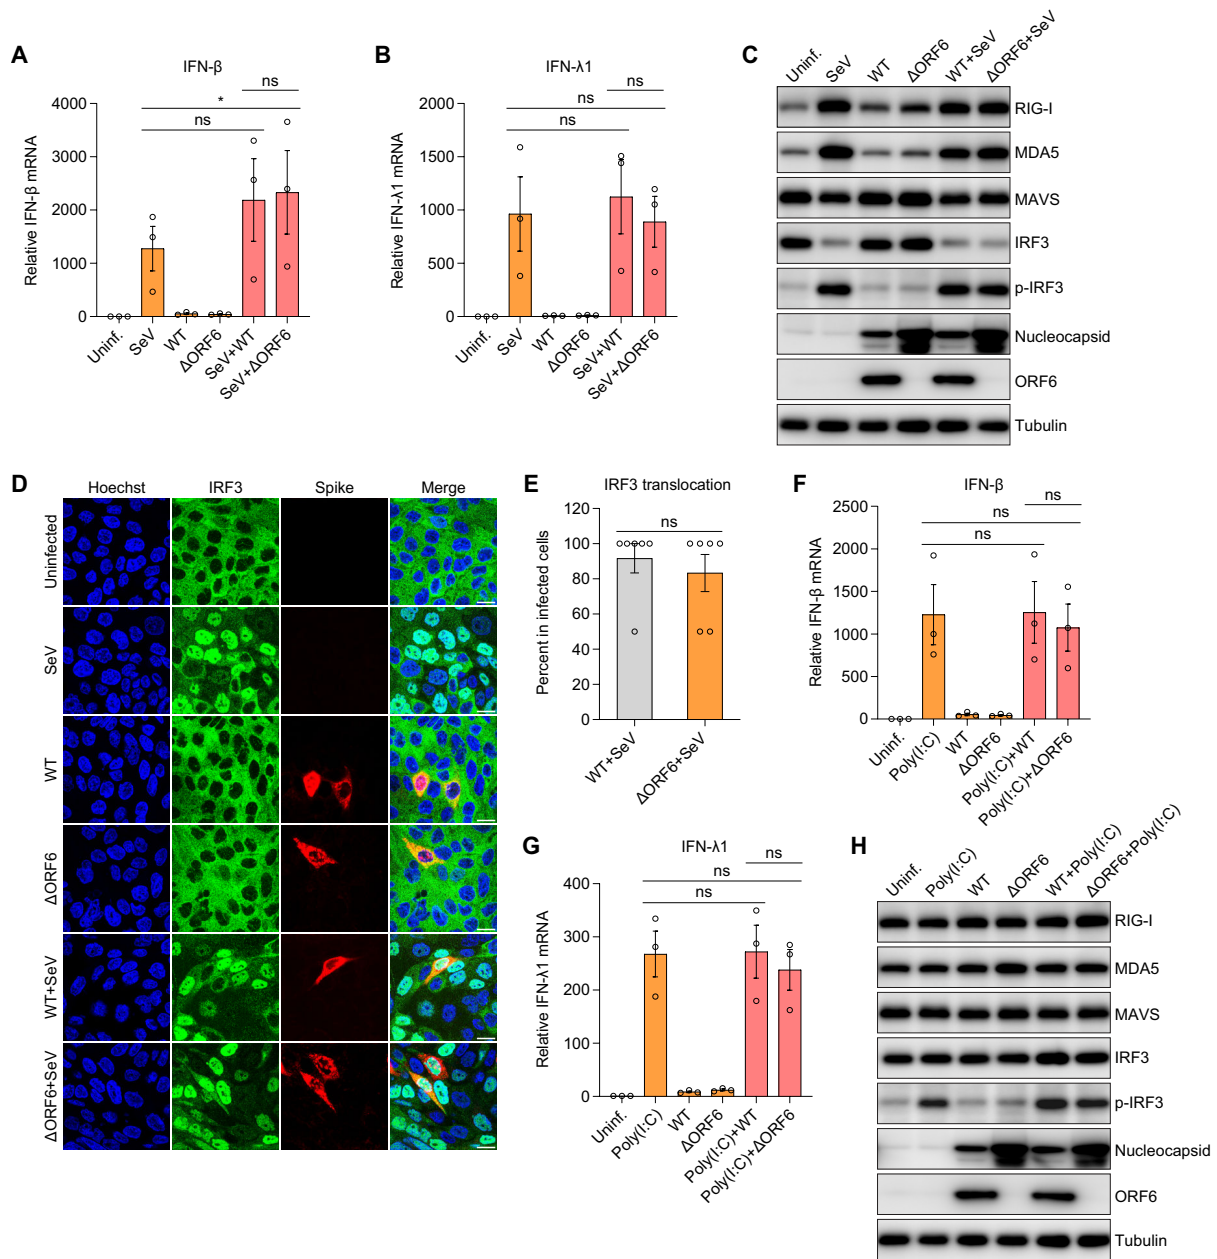 A
IFN-β
ns
*
ns
Relative IFN-β mRNA
4000
3000
2000
1000
0
Uninf.
SeV
WT
ΔORF6
SeV+WT
SeV+ΔORF6
B
IFN-λ1
ns
ns
ns
Relative IFN-λ1 mRNA
2000
1500
1000
500
0
Uninf.
SeV
WT
ΔORF6
SeV+WT
SeV+ΔORF6
C
Uninf.
SeV
WT
ΔORF6
WT+SeV
ΔORF6+SeV
RIG-I
MDA5
MAVS
IRF3
p-IRF3
Nucleocapsid
ORF6
Tubulin
D
Hoechst
IRF3
Spike
Merge
Uninfected
SeV
WT
ΔORF6
WT+SeV
ΔORF6+SeV
E
IRF3 translocation
ns
Percent in infected cells
120
100
80
60
40
20
0
WT+SeV
ΔORF6+SeV
F
IFN-β
ns
ns
ns
Relative IFN-β mRNA
2500
2000
1500
1000
500
0
Uninf.
Poly(I:C)
WT
ΔORF6
Poly(I:C)+WT
Poly(I:C)+ΔORF6
G
IFN-λ1
ns
ns
ns
Relative IFN-λ1 mRNA
400
300
200
100
0
Uninf.
Poly(I:C)
WT
ΔORF6
Poly(I:C)+WT
Poly(I:C)+ΔORF6
H
Uninf.
Poly(I:C)
WT
ΔORF6
WT+Poly(I:C)
ΔORF6+Poly(I:C)
RIG-I
MDA5
MAVS
IRF3
p-IRF3
Nucleocapsid
ORF6
Tubulin